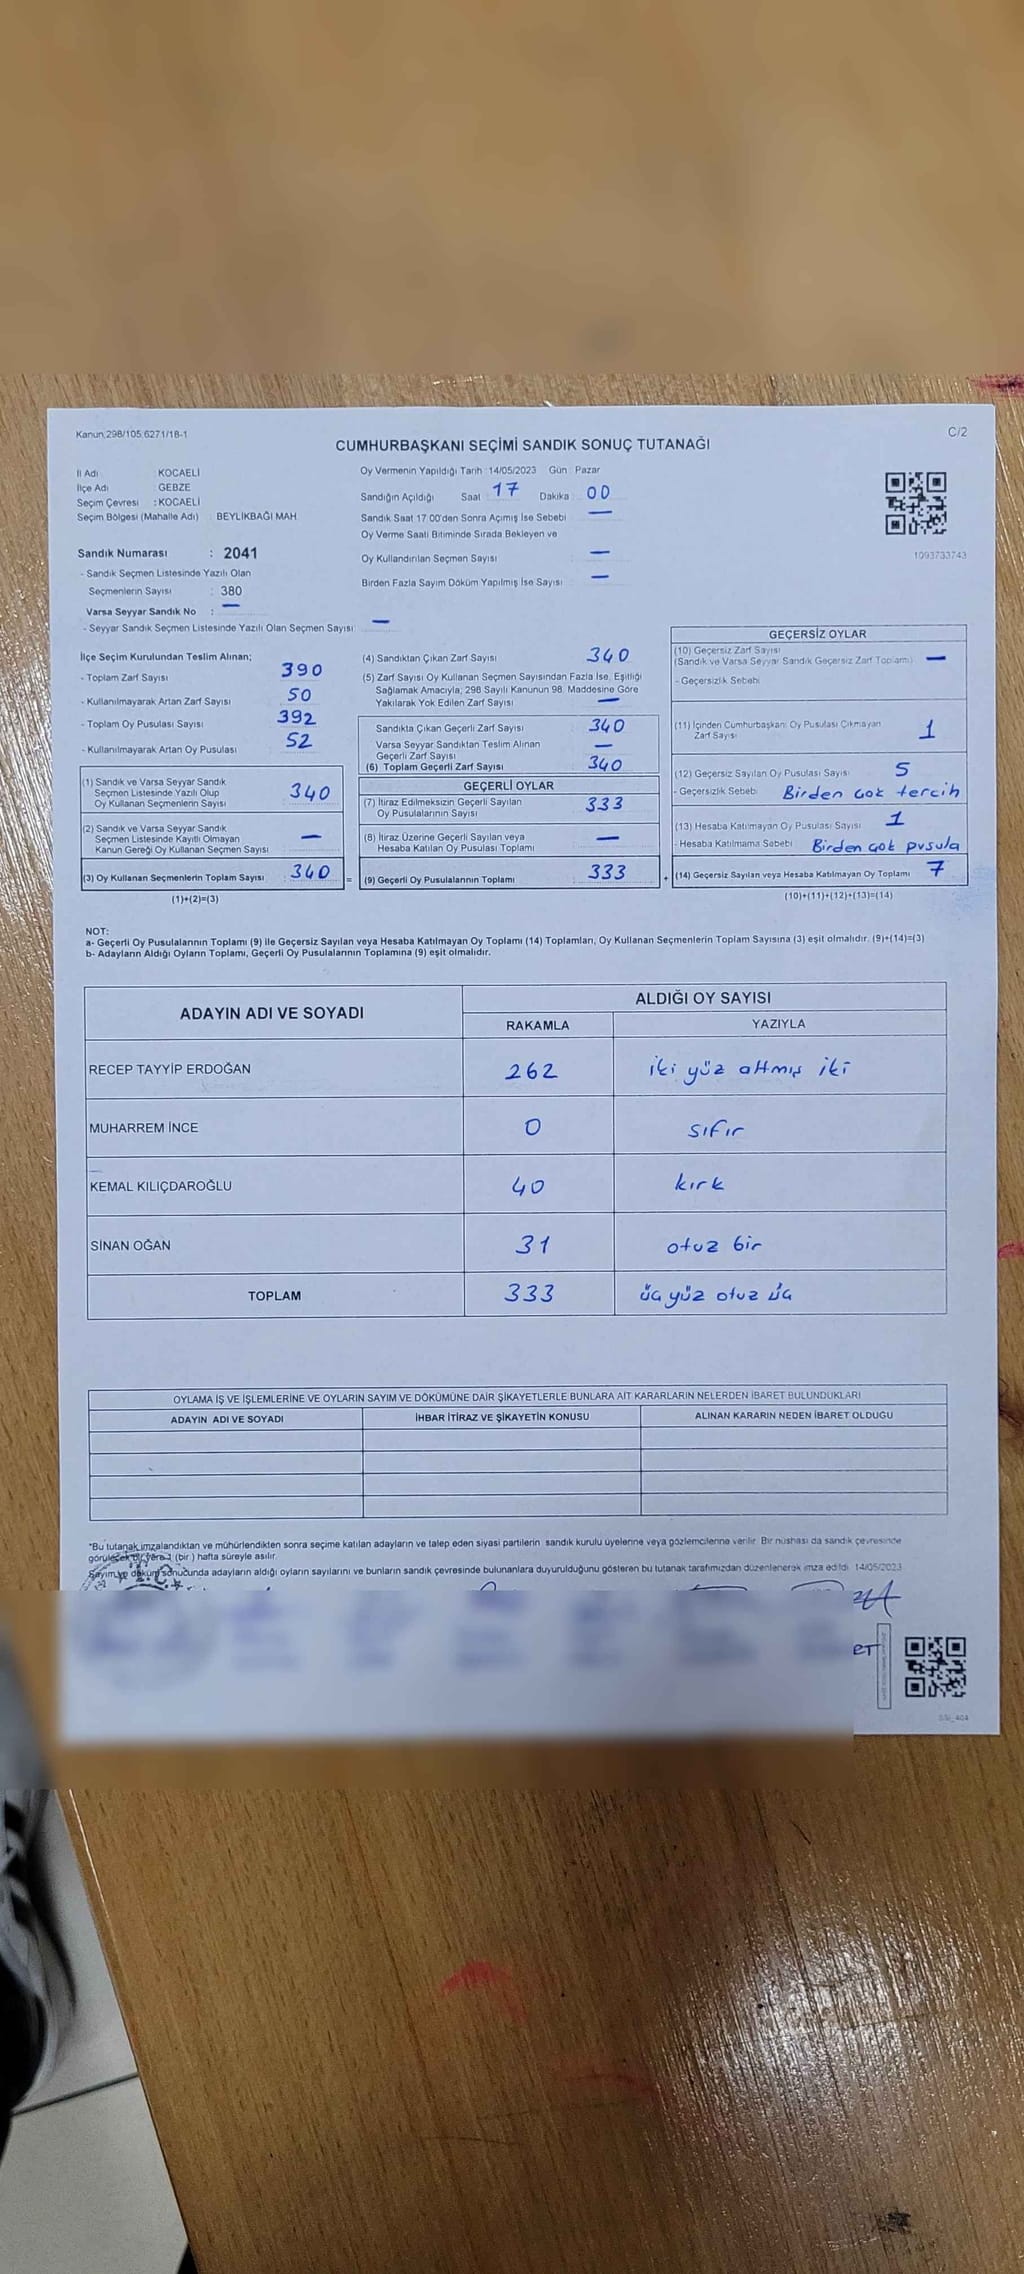 Kanun 298/105 6271/18-1
C/2
CUMHURBAŞKANI SEÇİMİ SANDIK SONUÇ TUTANAĞI
İl Adı : KOCAELİ
İlçe Adı : GEBZE
Seçim Çevresi : KOCAELİ
Seçim Bölgesi (Mahalle Adı) : BEYLİKBAĞI MAH.
Sandık Numarası : 2041
- Sandık Seçmen Listesinde Yazılı Olan
Seçmenlerin Sayısı : 380
Varsa Seyyar Sandık No : —
- Seyyar Sandık Seçmen Listesinde Yazılı Olan Seçmen Sayısı: —
Oy Vermenin Yapıldığı Tarih :14/05/2023 Gün : Pazar
Sandığın Açıldığı Saat 17 Dakika 00
Sandık Saat 17:00'den Sonra Açımış İse Sebebi —
Oy Verme Saati Bitiminde Sırada Bekleyen ve
Oy Kullandırılan Seçmen Sayısı : —
Birden Fazla Sayım Döküm Yapılmış İse Sayısı : —
1093733743
İlçe Seçim Kurulundan Teslim Alınan;
- Toplam Zarf Sayısı 390
- Kullanılmayarak Artan Zarf Sayısı 50
- Toplam Oy Pusulası Sayısı 392
- Kullanılmayarak Artan Oy Pusulası 52
(1) Sandık ve Varsa Seyyar Sandık
Seçmen Listesinde Yazılı Olup
Oy Kullanan Seçmenlerin Sayısı 340
(2) Sandık ve Varsa Seyyar Sandık
Seçmen Listesinde Kayıtlı Olmayan
Kanun Gereği Oy Kullanan Seçmen Sayısı —
(3) Oy Kullanan Seçmenlerin Toplam Sayısı : 340 =
(1)+(2)=(3)
(4) Sandıktan Çıkan Zarf Sayısı 340
(5) Zarf Sayısı Oy Kullanan Seçmen Sayısından Fazla İse, Eşitliği
Sağlamak Amacıyla, 298 Sayılı Kanunun 98. Maddesine Göre
Yakılarak Yok Edilen Zarf Sayısı —
Sandıkta Çıkan Geçerli Zarf Sayısı 340
Varsa Seyyar Sandıktan Teslim Alınan
Geçerli Zarf Sayısı —
(6) Toplam Geçerli Zarf Sayısı 340
GEÇERLİ OYLAR
(7) İtiraz Edilmeksizin Geçerli Sayılan
Oy Pusulalarının Sayısı 333
(8) İtiraz Üzerine Geçerli Sayılan veya
Hesaba Katılan Oy Pusulası Toplamı —
(9) Geçerli Oy Pusulalarının Toplamı 333 +
GEÇERSİZ OYLAR
(10) Geçersiz Zarf Sayısı
(Sandık ve Varsa Seyyar Sandık Geçersiz Zarf Toplamı) —
- Geçersizlik Sebebi
(11) İçinden Cumhurbaşkanı Oy Pusulası Çıkmayan
Zarf Sayısı 1
(12) Geçersiz Sayılan Oy Pusulası Sayısı 5
- Geçersizlik Sebebi Birden çok tercih
(13) Hesaba Katılmayan Oy Pusulası Sayısı 1
- Hesaba Katılmama Sebebi Birden çok pusula
(14) Geçersiz Sayılan veya Hesaba Katılmayan Oy Toplamı 7
(10)+(11)+(12)+(13)=(14)
NOT:
a- Geçerli Oy Pusulalarının Toplamı (9) ile Geçersiz Sayılan veya Hesaba Katılmayan Oy Toplamı (14) Toplamları, Oy Kullanan Seçmenlerin Toplam Sayısına (3) eşit olmalıdır. (9)+(14)=(3)
b- Adayların Aldığı Oyların Toplamı, Geçerli Oy Pusulalarının Toplamına (9) eşit olmalıdır.
ADAYIN ADI VE SOYADI
ALDIĞI OY SAYISI
RAKAMLA YAZIYLA
RECEP TAYYİP ERDOĞAN 262 iki yüz altmış iki
MUHARREM İNCE 0 sıfır
KEMAL KILIÇDAROĞLU 40 kırk
SİNAN OĞAN 31 otuz bir
TOPLAM 333 üç yüz otuz üç
OYLAMA İŞ VE İŞLEMLERİNE VE OYLARIN SAYIM VE DÖKÜMÜNE DAİR ŞİKAYETLERLE BUNLARA AİT KARARLARIN NELERDEN İBARET BULUNDUKLARI
ADAYIN ADI VE SOYADI İHBAR İTİRAZ VE ŞİKAYETİN KONUSU ALINAN KARARIN NEDEN İBARET OLDUĞU
*Bu tutanak imzalandıktan ve mühürlendikten sonra seçime katılan adayların ve talep eden siyasi partilerin sandık kurulu üyelerine veya gözlemcilerine verilir. Bir nüshası da sandık çevresinde
görülecek bir yere 1 (bir ) hafta süreyle asılır.
Sayım ve döküm sonucunda adayların aldığı oyların sayılarını ve bunların sandık çevresinde bulunanlara duyurulduğunu gösteren bu tutanak tarafımızdan düzenlenerek imza edildi 14/05/2023
T.C.
ET